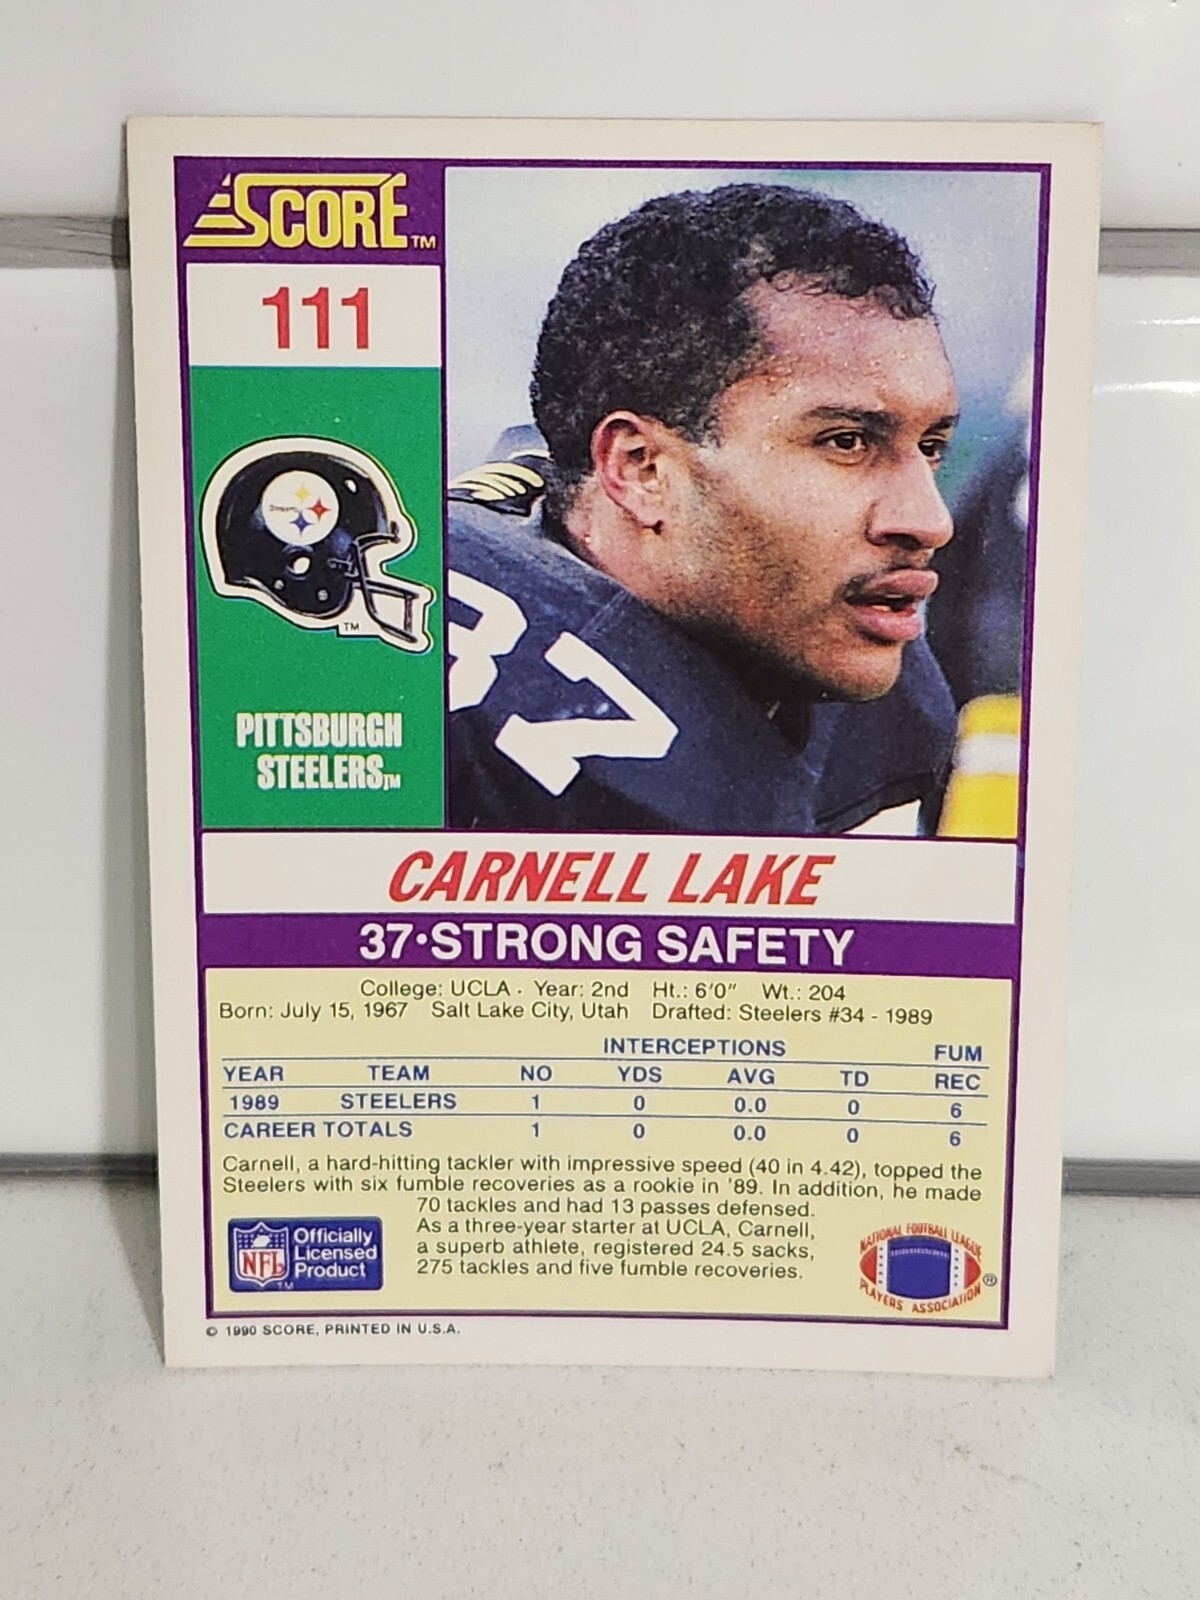 SCORE™
111
Steelers
TM
PITTSBURGH
STEELERS™
37
CARNELL LAKE
37·STRONG SAFETY
College: UCLA · Year: 2nd Ht.: 6'0" Wt.: 204
Born: July 15, 1967 Salt Lake City, Utah Drafted: Steelers #34 - 1989
INTERCEPTIONS FUM
YEAR TEAM NO YDS AVG TD REC
1989 STEELERS 1 0 0.0 0 6
CAREER TOTALS 1 0 0.0 0 6
Carnell, a hard-hitting tackler with impressive speed (40 in 4.42), topped the
Steelers with six fumble recoveries as a rookie in '89. In addition, he made
70 tackles and had 13 passes defensed.
As a three-year starter at UCLA, Carnell,
a superb athlete, registered 24.5 sacks,
275 tackles and five fumble recoveries.
NFL
TM
Officially
Licensed
Product
NATIONAL FOOTBALL LEAGUE
PLAYERS ASSOCIATION
®
© 1990 SCORE, PRINTED IN U.S.A.